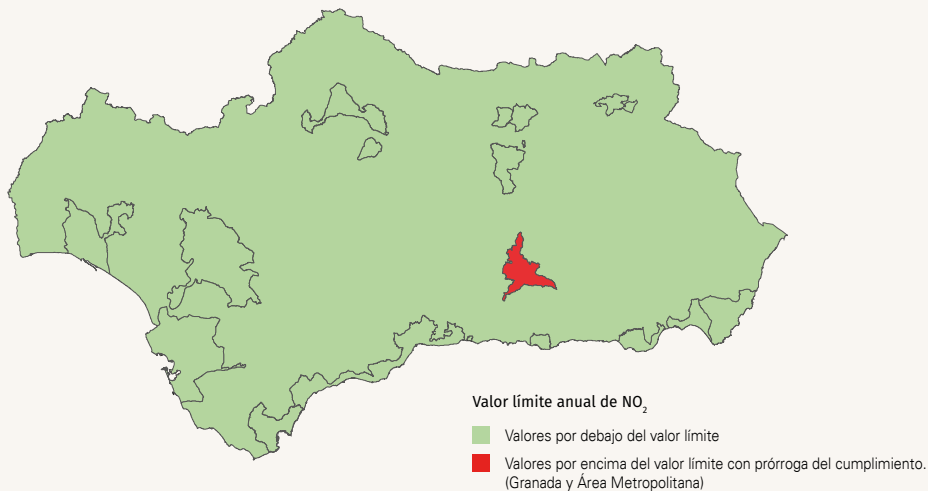 Valor límite anual de NO₂
Valores por debajo del valor límite
Valores por encima del valor límite con prórroga del cumplimiento.
(Granada y Área Metropolitana)